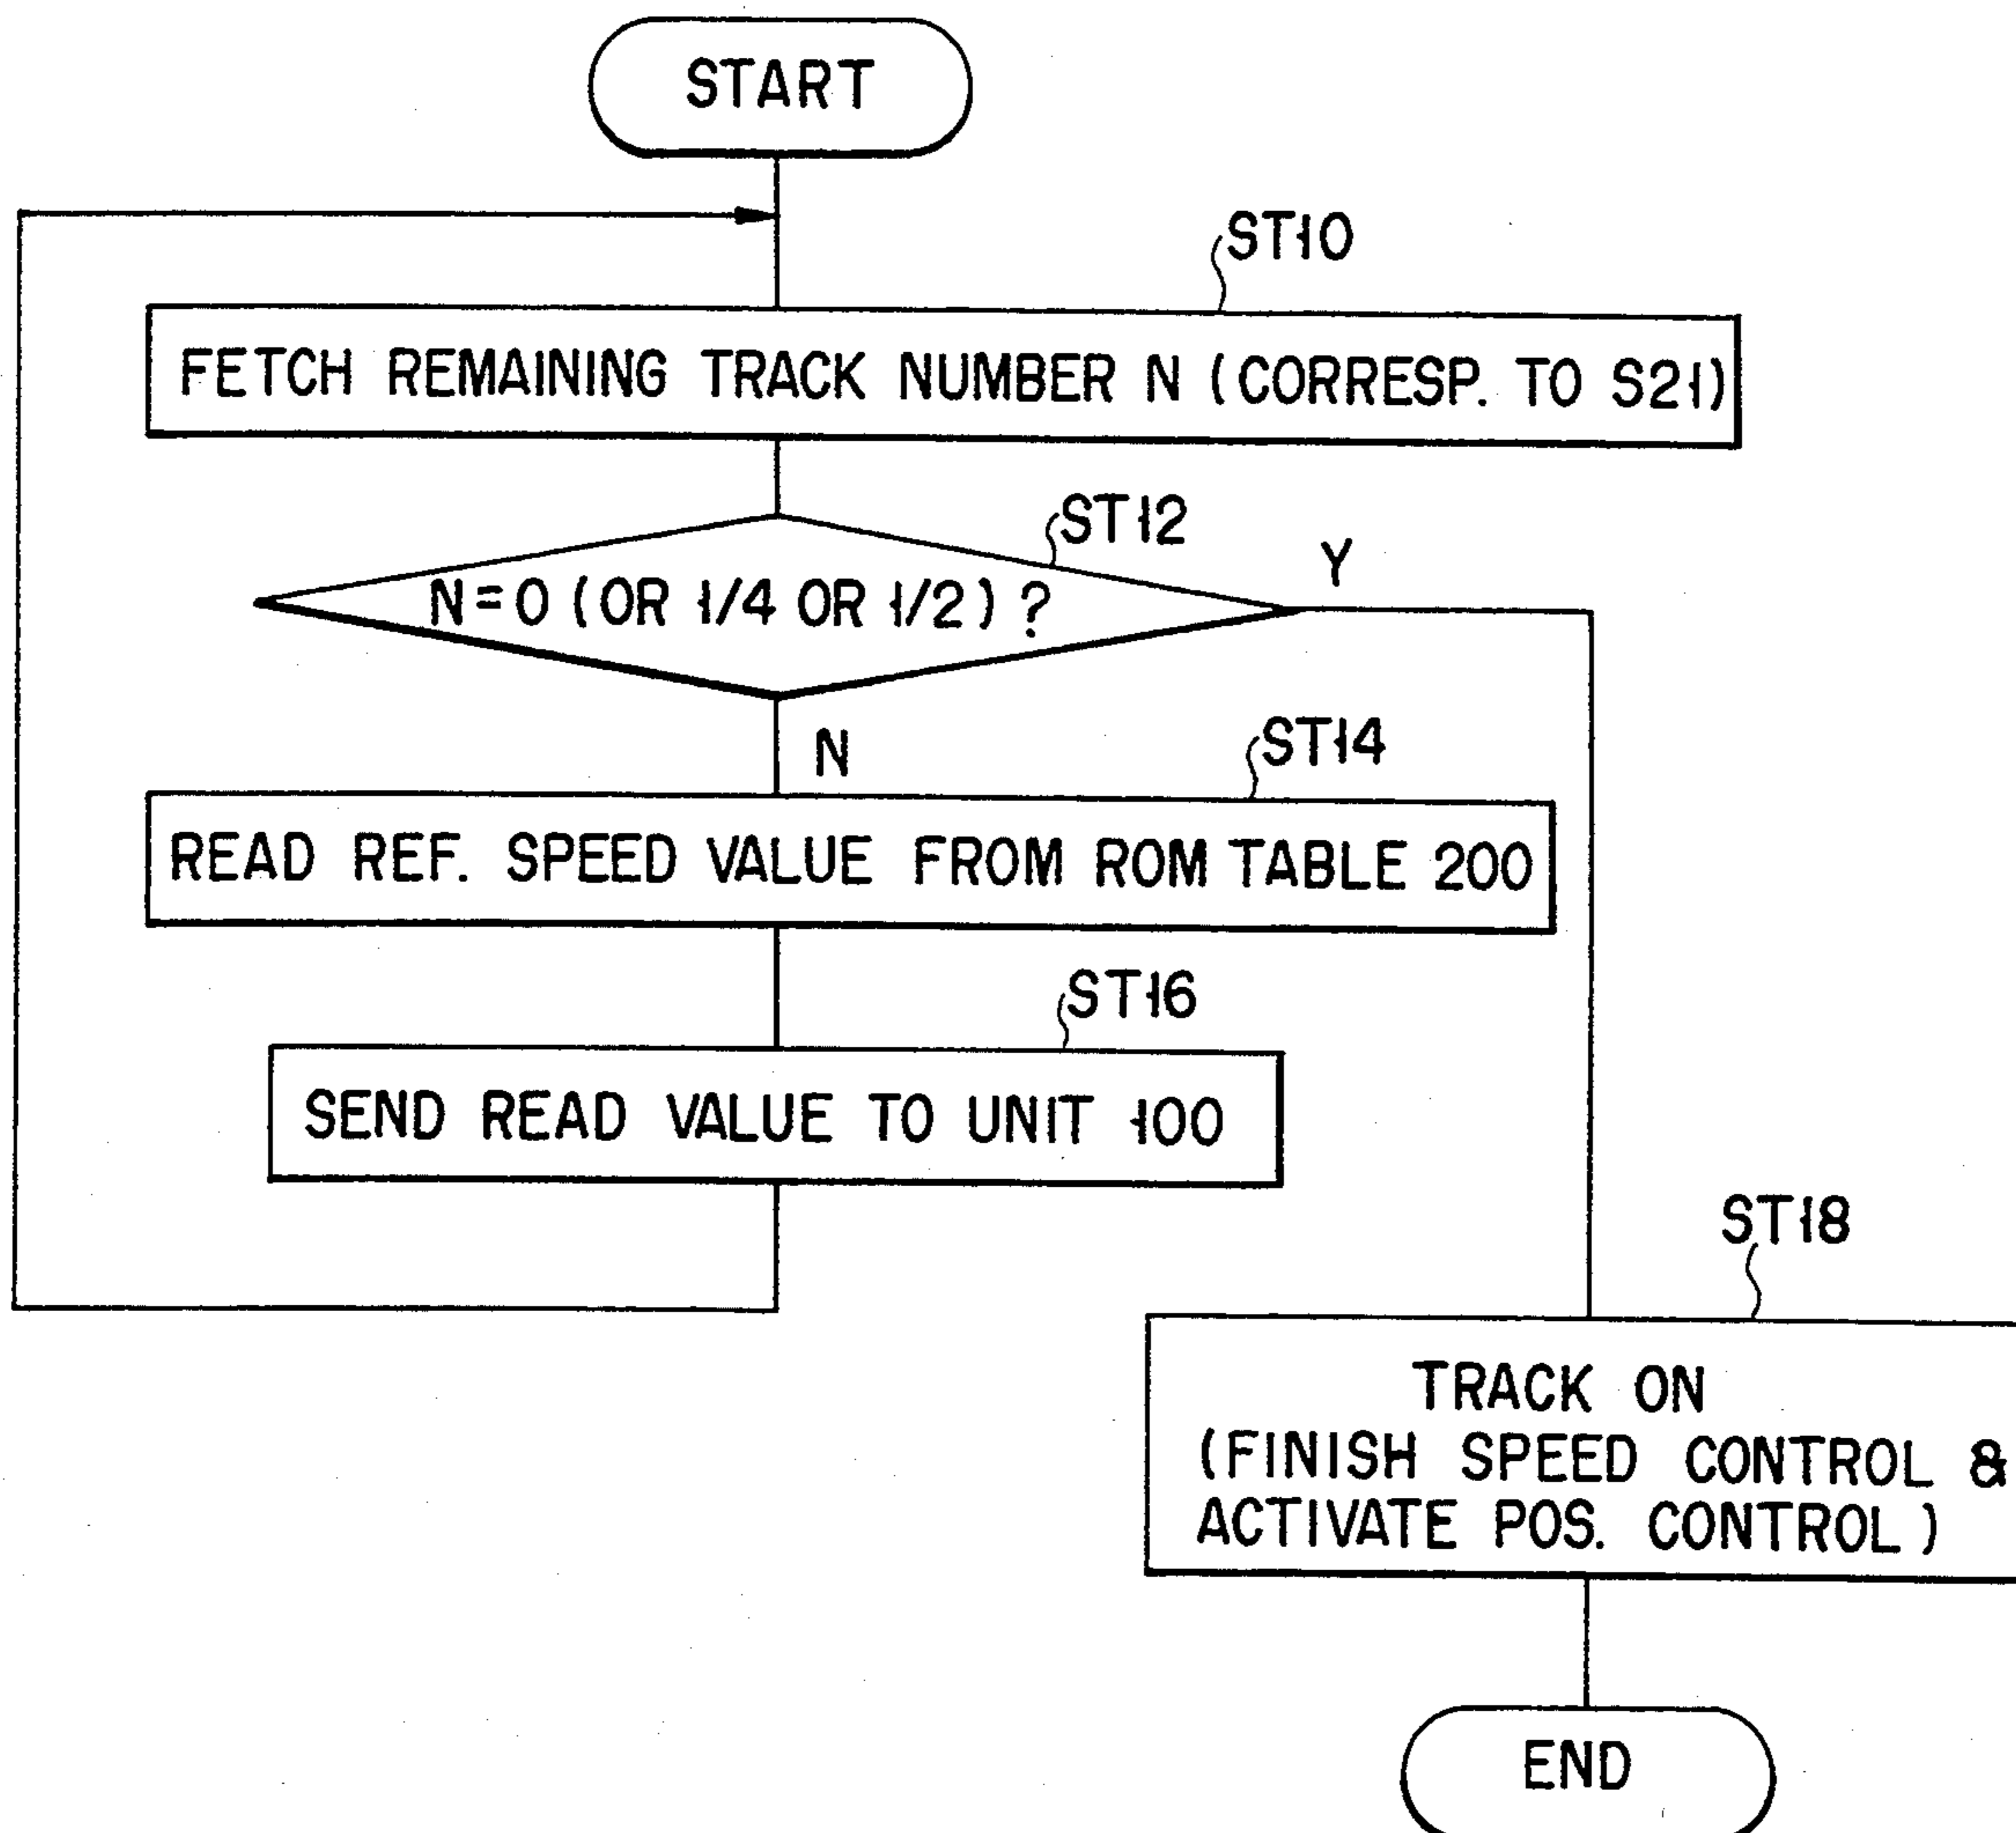 START
ST10
FETCH REMAINING TRACK NUMBER N (CORRESP. TO S21)
ST12
N=0 (OR 1/4 OR 1/2) ?
Y
N
ST14
READ REF. SPEED VALUE FROM ROM TABLE 200
ST16
SEND READ VALUE TO UNIT 100
ST18
TRACK ON
(FINISH SPEED CONTROL &
ACTIVATE POS. CONTROL)
END